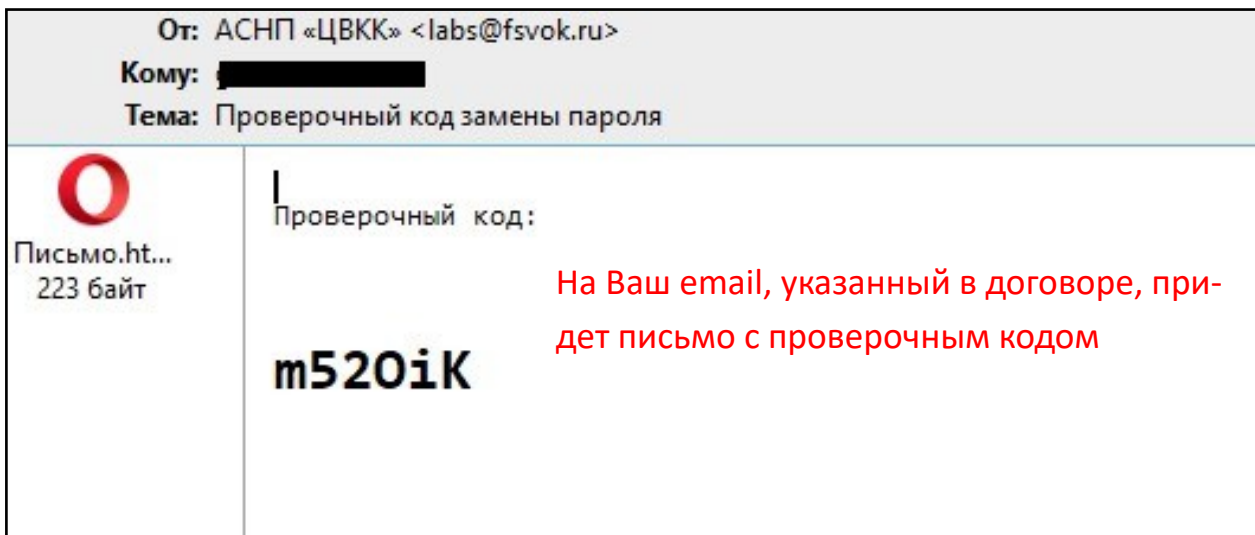 От: АСНП «ЦВКК» <labs@fsvok.ru>
Кому:
Тема: Проверочный код замены пароля
Письмо.ht...
223 байт
Проверочный код:
На Ваш email, указанный в договоре, при-
дет письмо с проверочным кодом
m52OiK